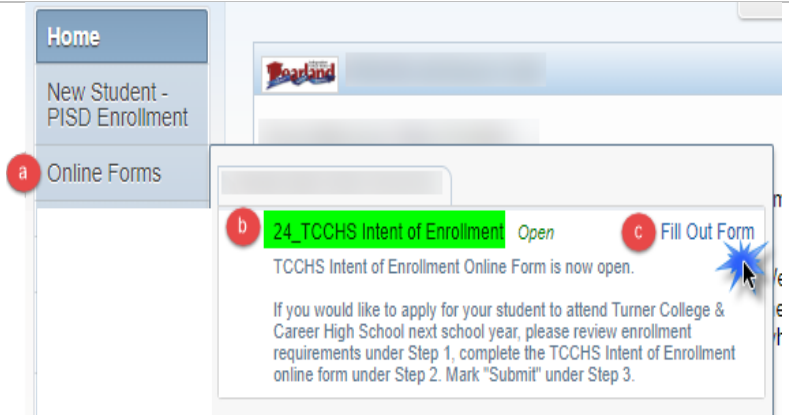 Home
Pearland
New Student -
PISD Enrollment
a
Online Forms
b
24_TCCHS Intent of Enrollment
Open
c
Fill Out Form
TCCHS Intent of Enrollment Online Form is now open.
If you would like to apply for your student to attend Turner College &
Career High School next school year, please review enrollment
requirements under Step 1, complete the TCCHS Intent of Enrollment
online form under Step 2. Mark "Submit" under Step 3.